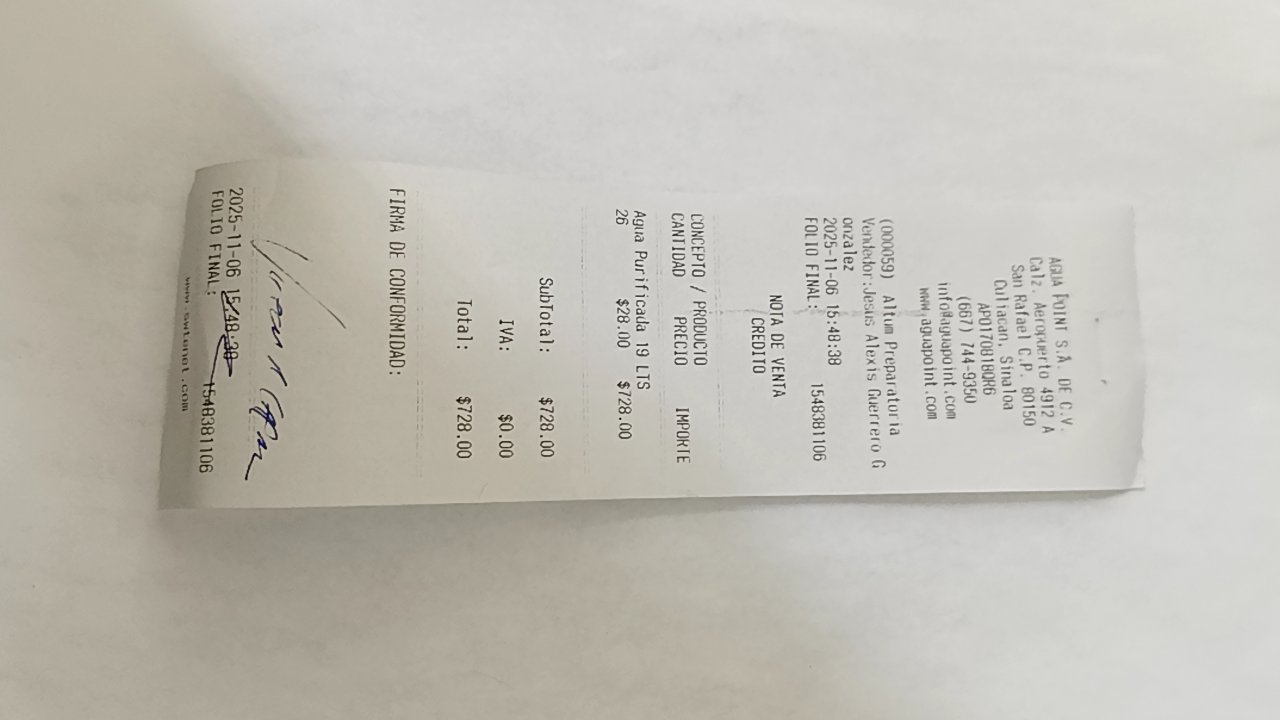 AGUA POINT S.A. DE C.V.
Calz. Aeropuerto 4912 A
San Rafael C.P. 80150
Culiacan, Sinaloa
APO170818QR6
(667) 744-9350
info@aguapoint.com
www.aguapoint.com
(000059) Altum Preparatoria
Vendedor:Jesus Alexis Guerrero G
onzalez
2025-11-06 15:48:38
FOLIO FINAL: 1548381106
NOTA DE VENTA
CREDITO
CONCEPTO / PRODUCTO
CANTIDAD PRECIO IMPORTE
Agua Purificada 19 LTS
26 $28.00 $728.00
SubTotal: $728.00
IVA: $0.00
Total: $728.00
FIRMA DE CONFORMIDAD:
2025-11-06 15:48:38
FOLIO FINAL: 1548381106